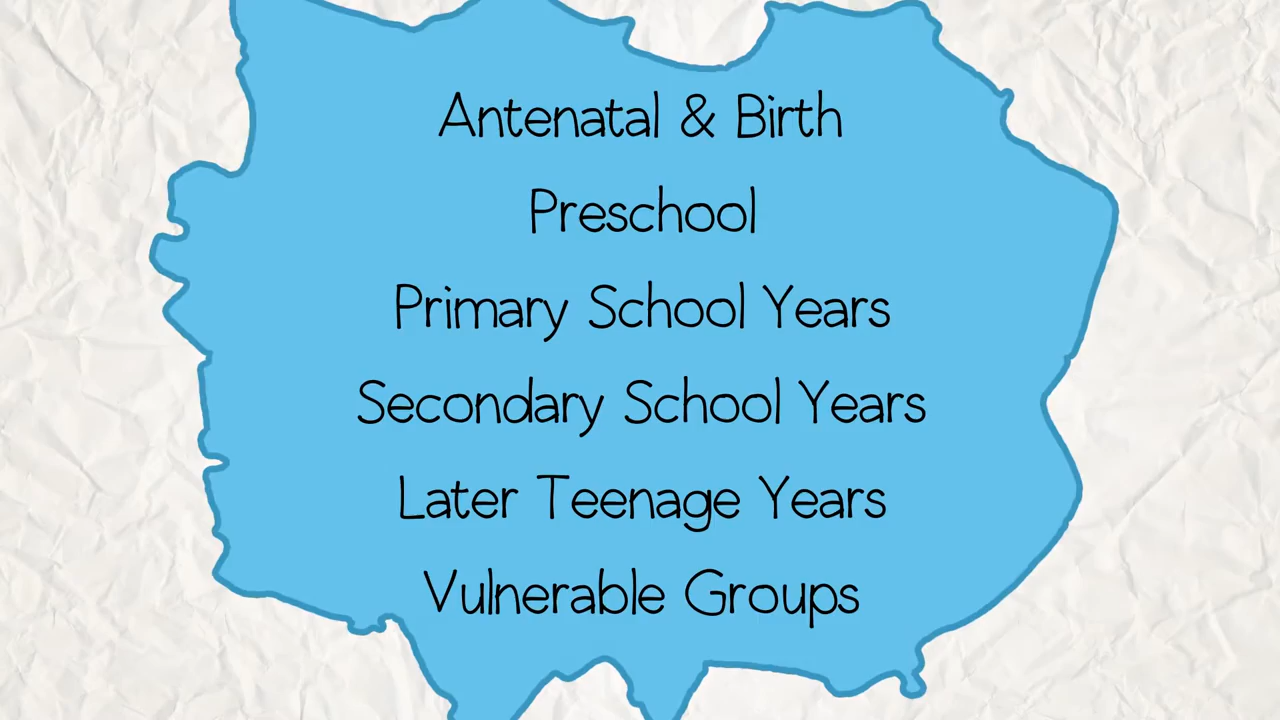 Antenatal & Birth
Preschool
Primary School Years
Secondary School Years
Later Teenage Years
Vulnerable Groups